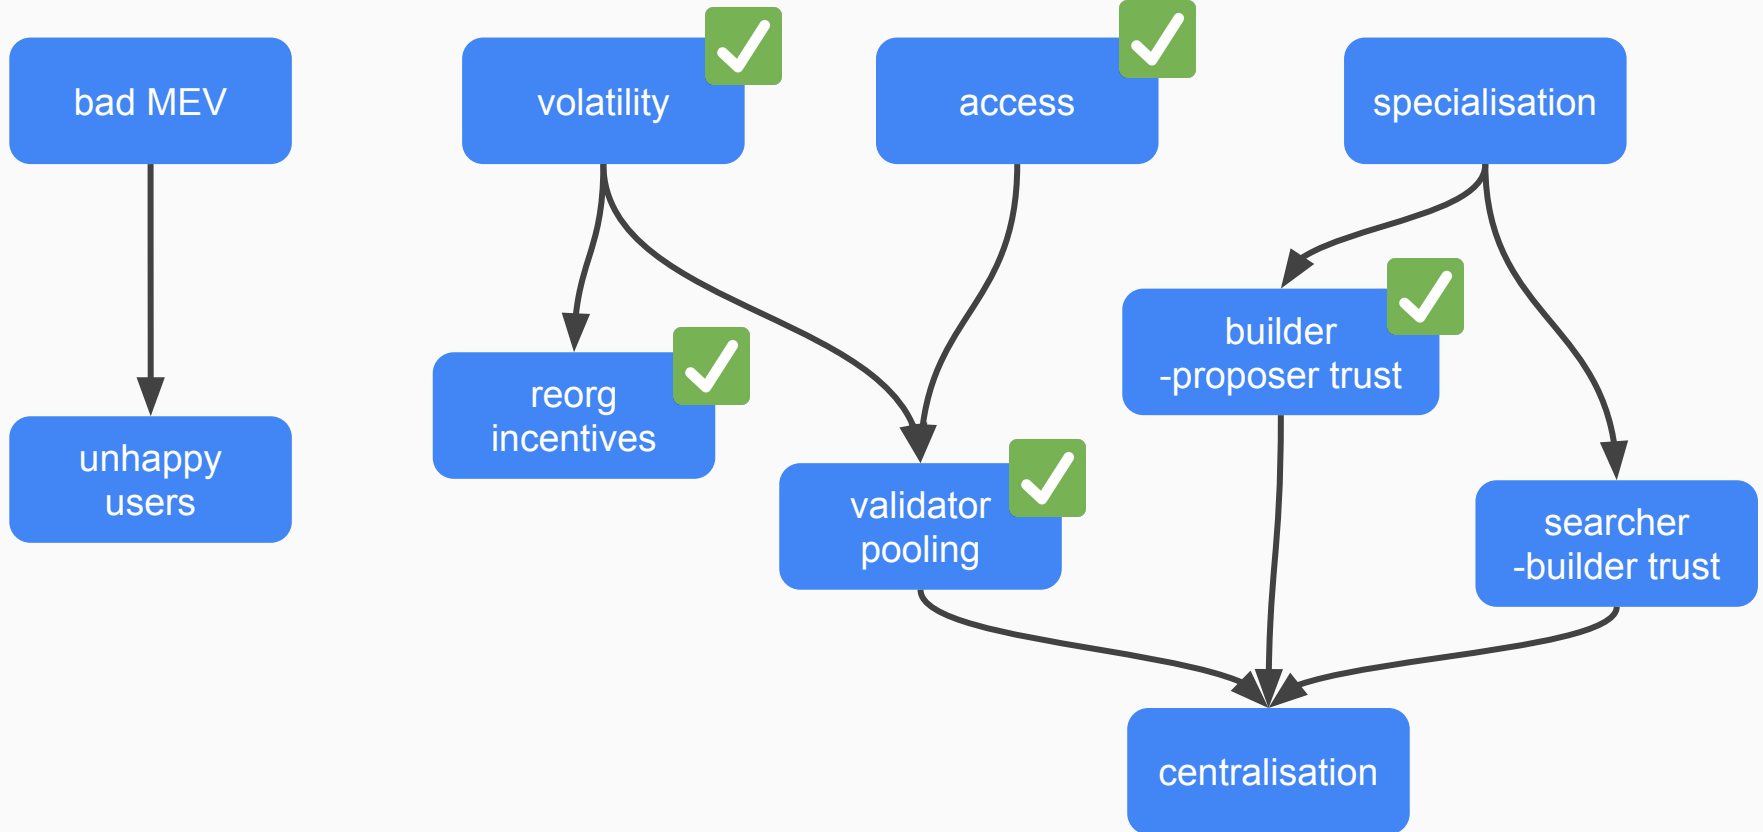 bad MEV
volatility
access
specialisation
builder
-proposer trust
reorg
incentives
unhappy
users
validator
pooling
searcher
-builder trust
centralisation